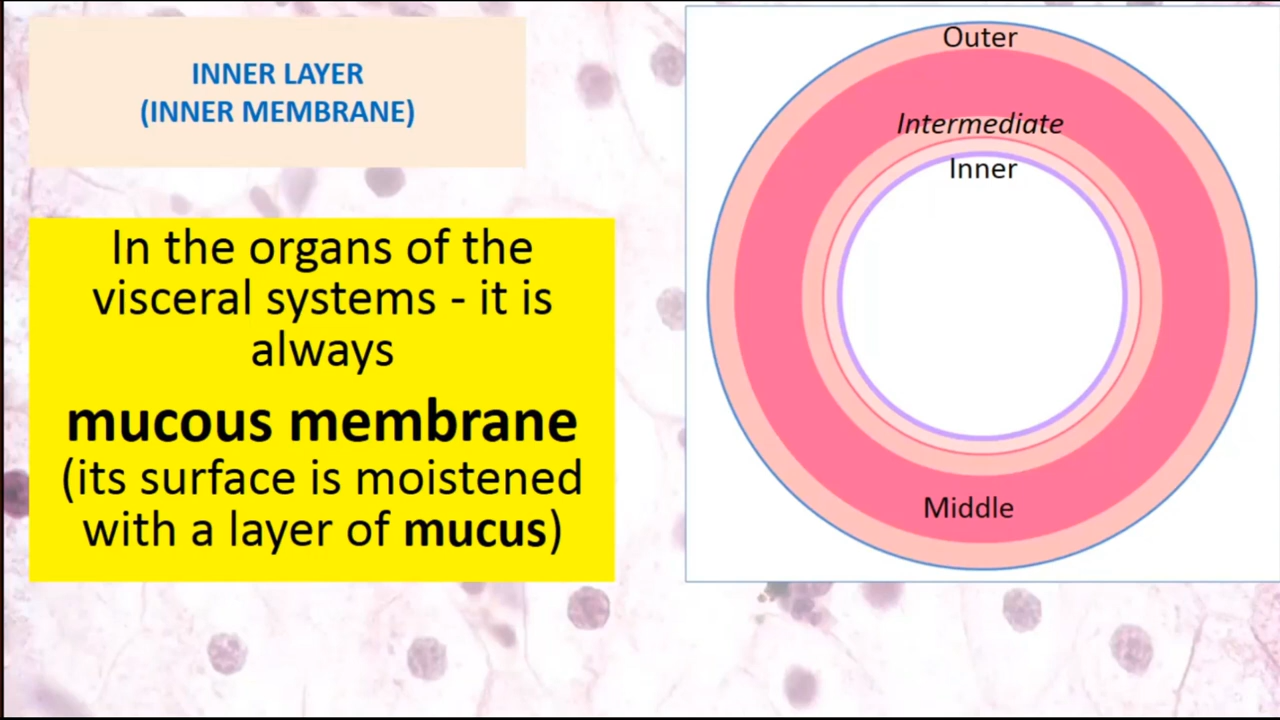 INNER LAYER
(INNER MEMBRANE)
In the organs of the
visceral systems - it is
always
mucous membrane
(its surface is moistened
with a layer of mucus)
Outer
Intermediate
Inner
Middle